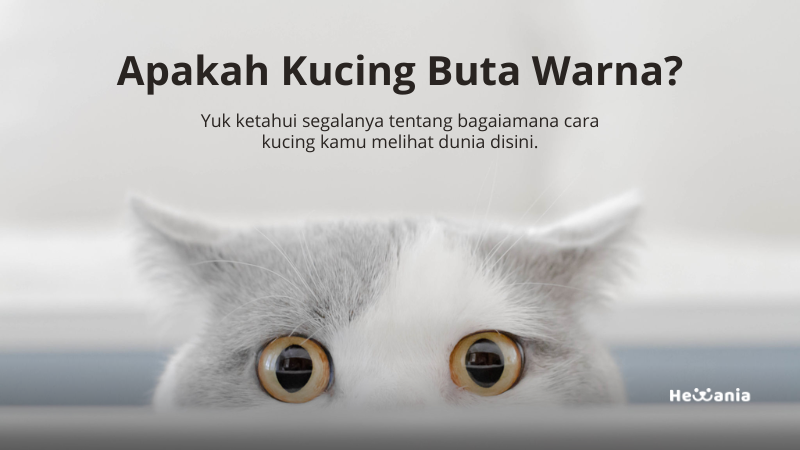 Apakah Kucing Buta Warna?
Yuk ketahui segalanya tentang bagaiamana cara
kucing kamu melihat dunia disini.
Hewania